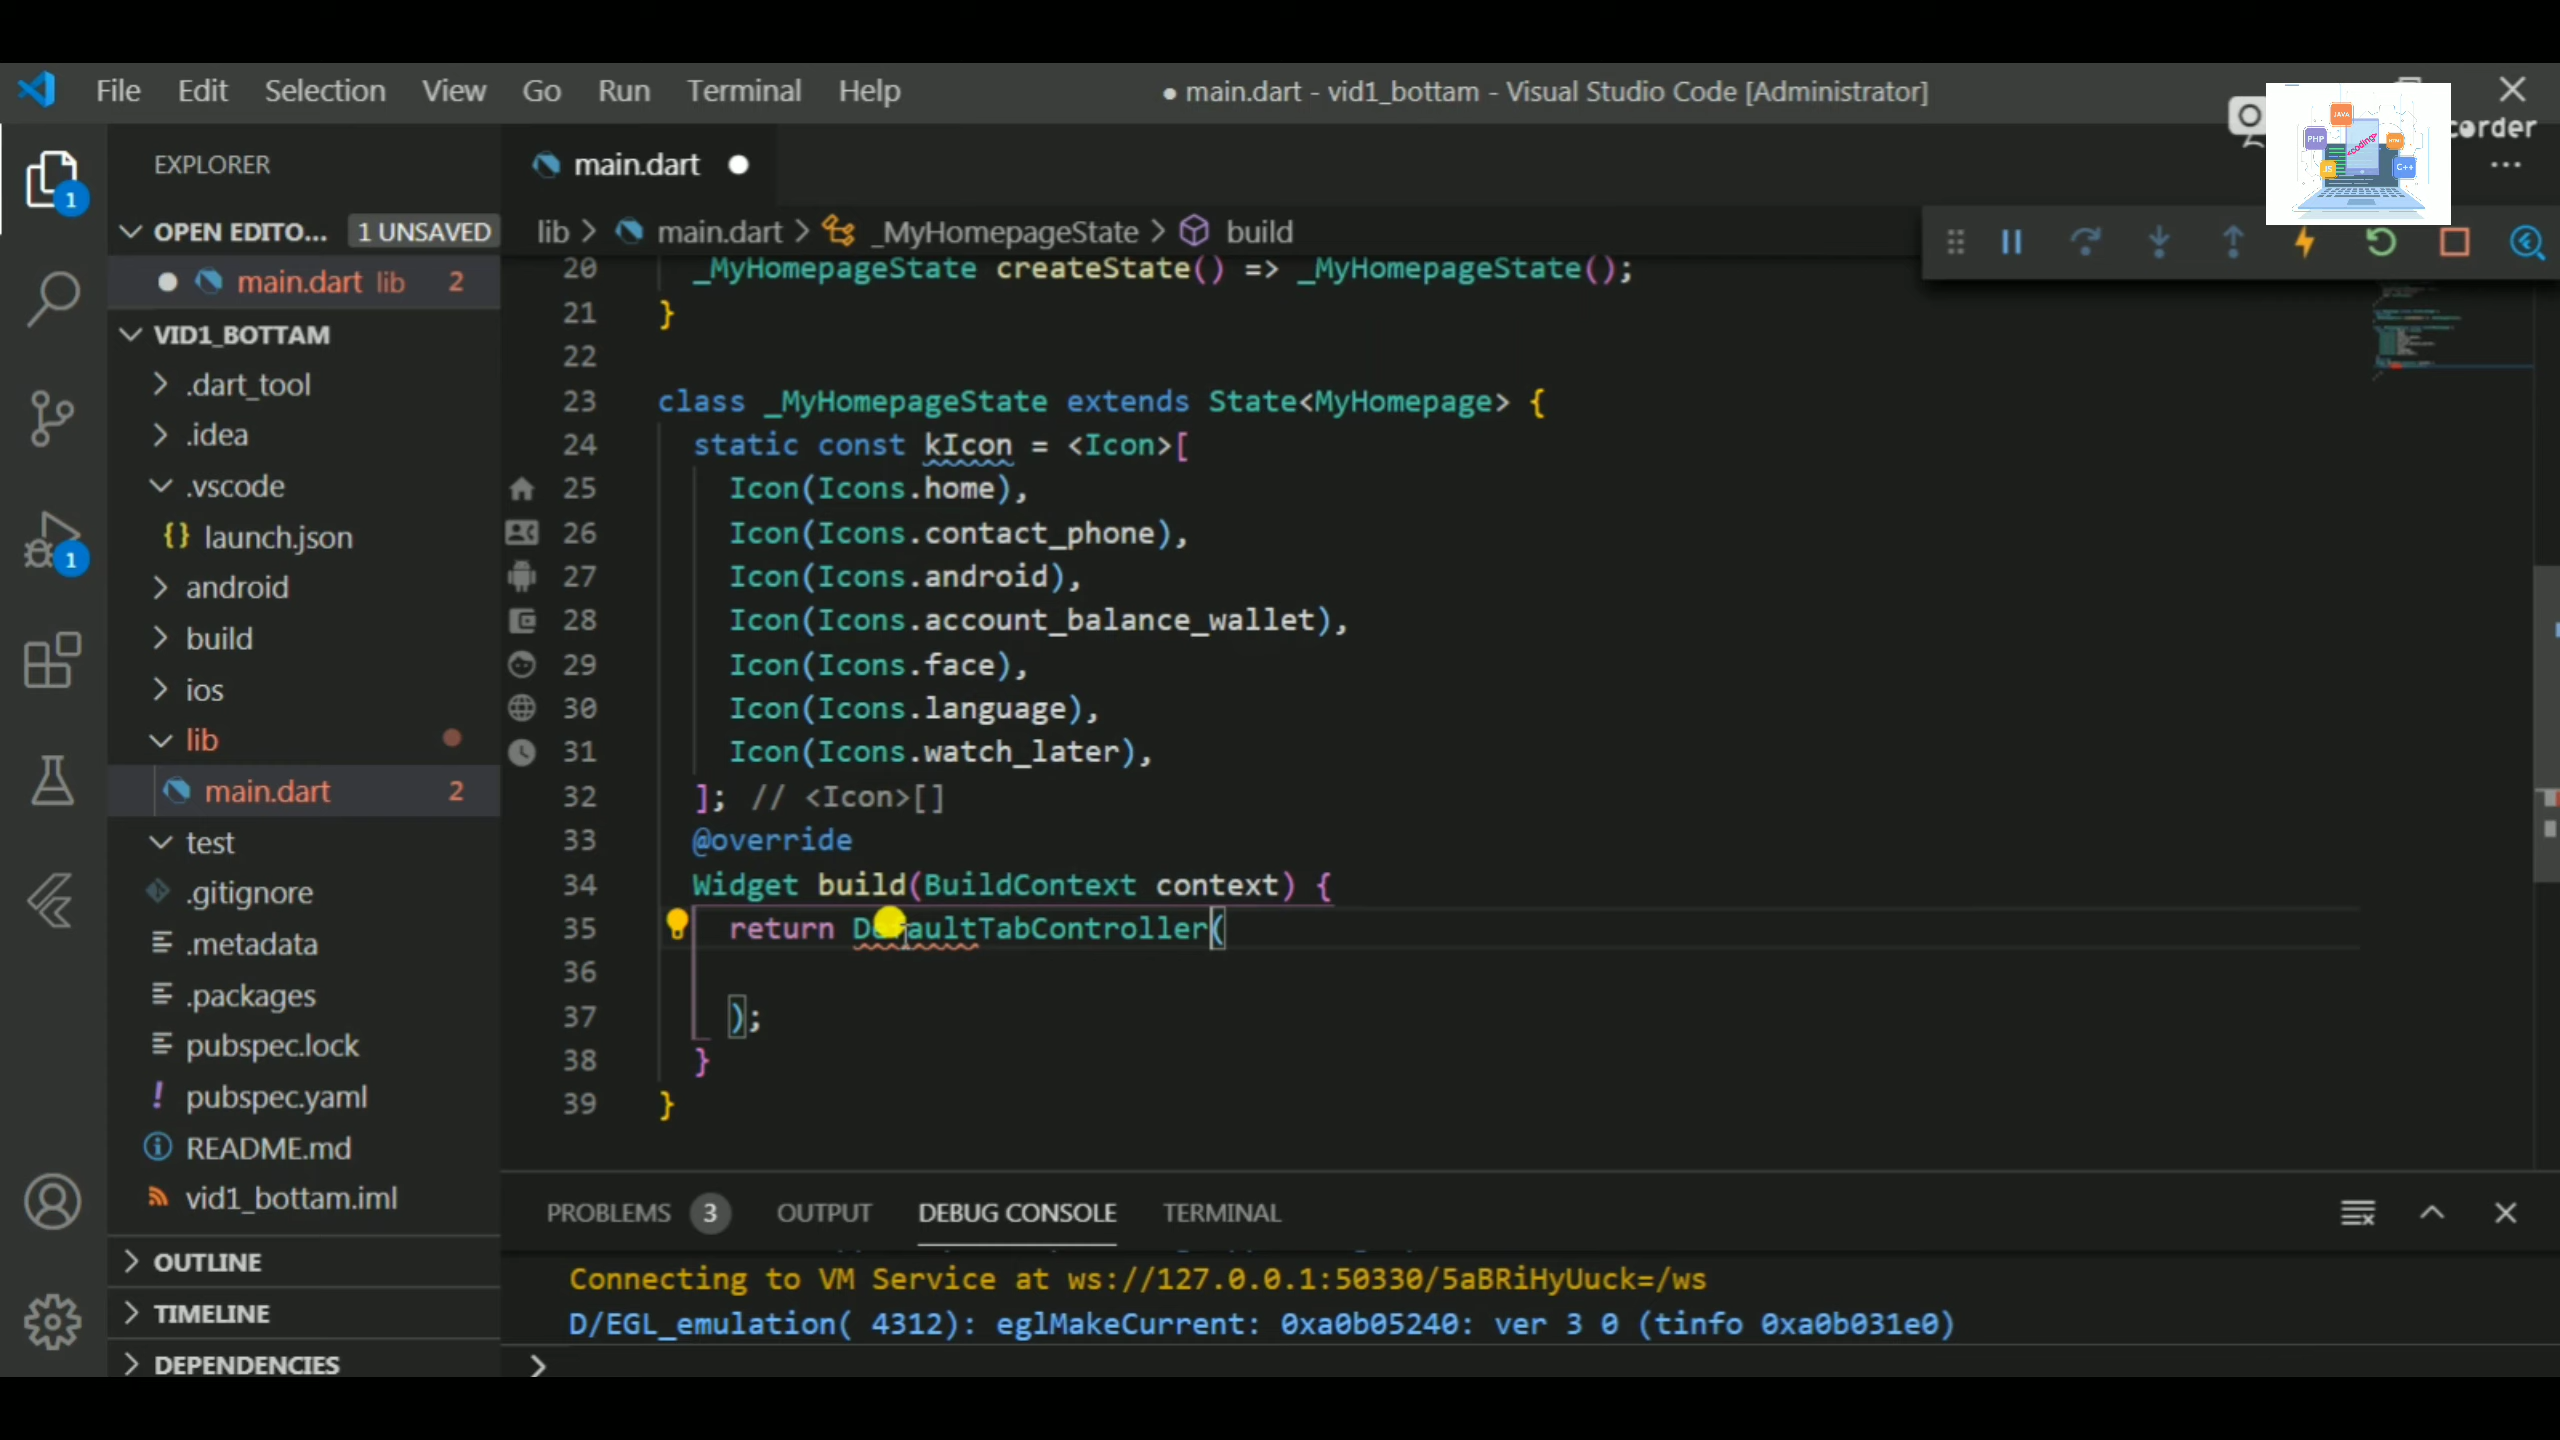 File Edit Selection View Go Run Terminal Help
● main.dart - vid1_bottam - Visual Studio Code [Administrator]
corder
JAVA
PHP
coding
JS
C++
EXPLORER
main.dart
OPEN EDITO... 1 UNSAVED
lib > main.dart > _MyHomepageState > build
main.dart lib 2
VID1_BOTTAM
.dart_tool
.idea
.vscode
{} launch.json
android
build
ios
lib
main.dart 2
test
.gitignore
.metadata
.packages
pubspec.lock
! pubspec.yaml
README.md
vid1_bottam.iml
OUTLINE
TIMELINE
DEPENDENCIES
1
1
20 _MyHomepageState createState() => _MyHomepageState();
21 }
22
23 class _MyHomepageState extends State<MyHomepage> {
24 static const kIcon = <Icon>[
25 Icon(Icons.home),
26 Icon(Icons.contact_phone),
27 Icon(Icons.android),
28 Icon(Icons.account_balance_wallet),
29 Icon(Icons.face),
30 Icon(Icons.language),
31 Icon(Icons.watch_later),
32 ]; // <Icon>[]
33 @override
34 Widget build(BuildContext context) {
35 return DefaultTabController(
36
37 );
38 }
39 }
PROBLEMS 3 OUTPUT DEBUG CONSOLE TERMINAL
Connecting to VM Service at ws://127.0.0.1:50330/5aBRiHyUuck=/ws
D/EGL_emulation( 4312): eglMakeCurrent: 0xa0b05240: ver 3 0 (tinfo 0xa0b031e0)
>